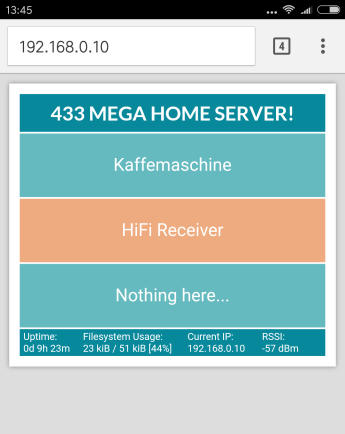 13:45
192.168.0.10
4
433 MEGA HOME SERVER!
Kaffemaschine
HiFi Receiver
Nothing here...
Uptime: Filesystem Usage: Current IP: RSSI:
0d 9h 23m 23 kiB / 51 kiB [44%] 192.168.0.10 -57 dBm